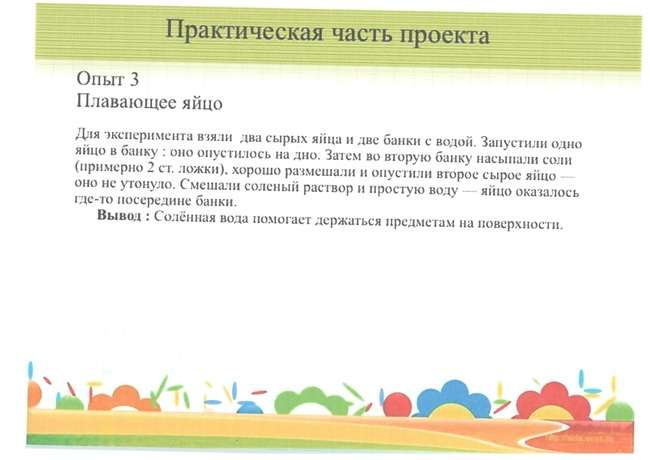 Практическая часть проекта
Опыт 3
Плавающее яйцо
Для эксперимента взяли два сырых яйца и две банки с водой. Запустили одно
яйцо в банку : оно опустилось на дно. Затем во вторую банку насыпали соли
(примерно 2 ст. ложки), хорошо размешали и опустили второе сырое яйцо —
оно не утонуло. Смешали соленый раствор и простую воду — яйцо оказалось
где-то посередине банки.
Вывод : Солённая вода помогает держаться предметам на поверхности.